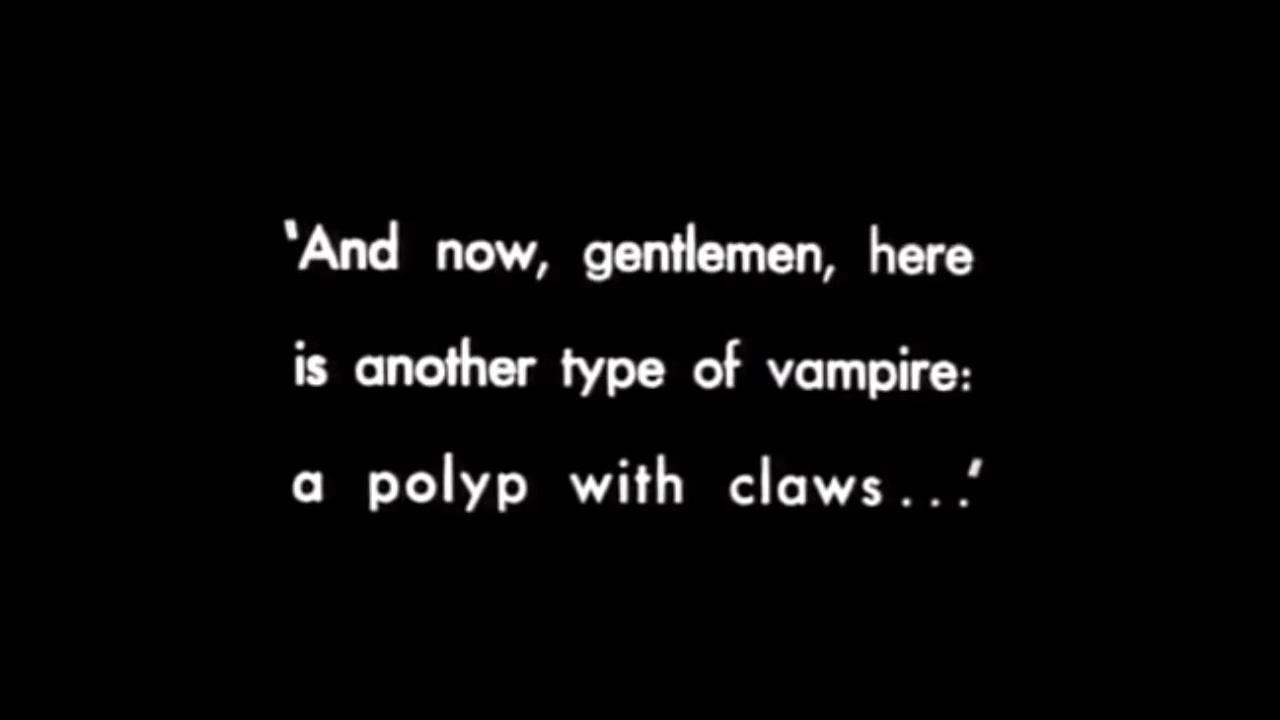 'And now, gentlemen, here
is another type of vampire:
a polyp with claws...'